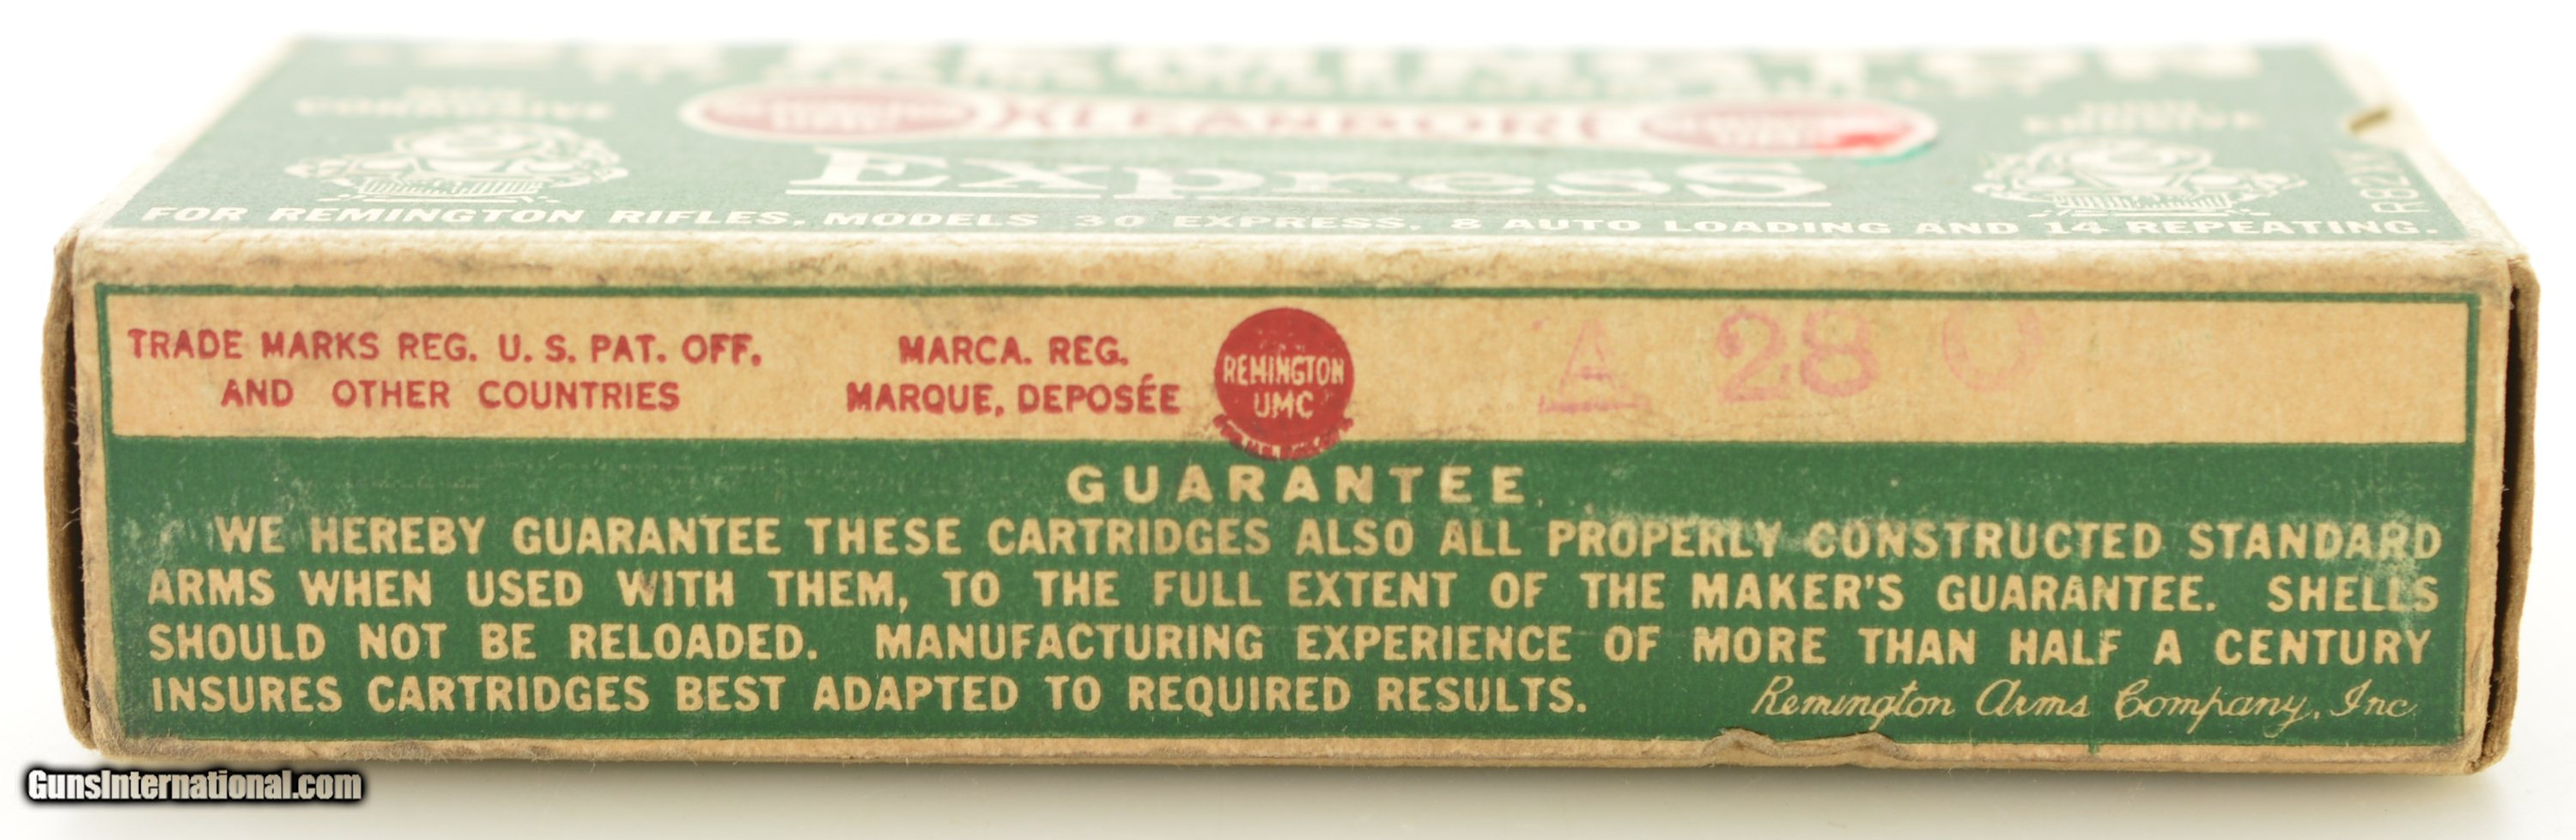 NON
CORROSIVE
KLEANBORE
Express
FOR REMINGTON RIFLES, MODELS 30 EXPRESS, 8 AUTO LOADING AND 14 REPEATING.
R82W
TRADE MARKS REG. U. S. PAT. OFF.
AND OTHER COUNTRIES
MARCA. REG.
MARQUE, DEPOSÉE
REMINGTON
UMC
A 28 O
GUARANTEE
WE HEREBY GUARANTEE THESE CARTRIDGES ALSO ALL PROPERLY CONSTRUCTED STANDARD
ARMS WHEN USED WITH THEM, TO THE FULL EXTENT OF THE MAKER'S GUARANTEE. SHELLS
SHOULD NOT BE RELOADED. MANUFACTURING EXPERIENCE OF MORE THAN HALF A CENTURY
INSURES CARTRIDGES BEST ADAPTED TO REQUIRED RESULTS.
Remington Arms Company, Inc.
GunsInternational.com